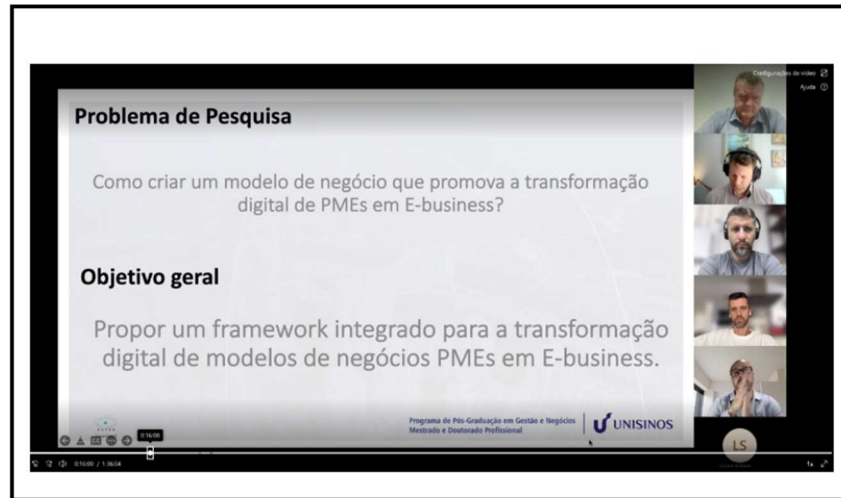 Configurações de vídeo
Ajuda
Problema de Pesquisa
Como criar um modelo de negócio que promova a transformação
digital de PMEs em E-business?
Objetivo geral
Propor um framework integrado para a transformação
digital de modelos de negócios PMEs em E-business.
Programa de Pós-Graduação em Gestão e Negócios
Mestrado e Doutorado Profissional
UNISINOS
0:16:00
LS
0:16:00 / 1:36:04
1x